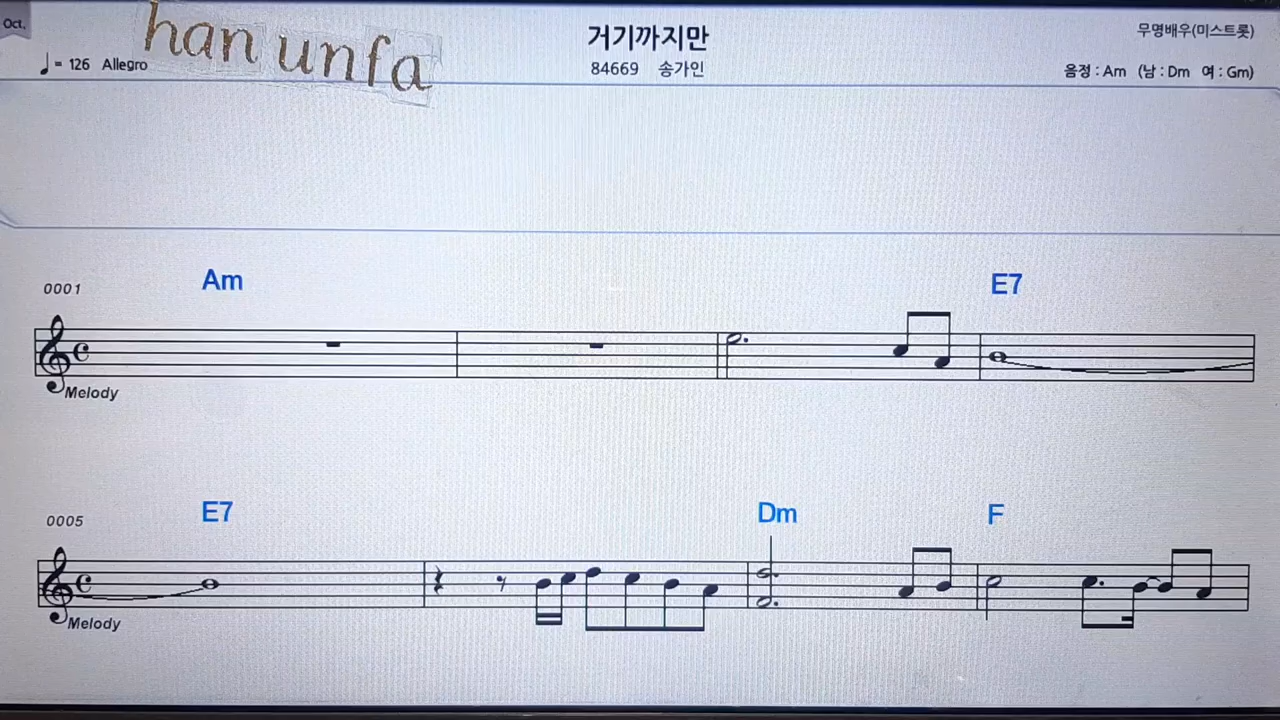 Oct.
han unfa
거기까지만
무명배우(미스트롯)
♩= 126 Allegro
84669 송가인
음정 : Am (남 : Dm 여 : Gm)
0001
Am
E7
Melody
0005
E7
Dm
F
Melody